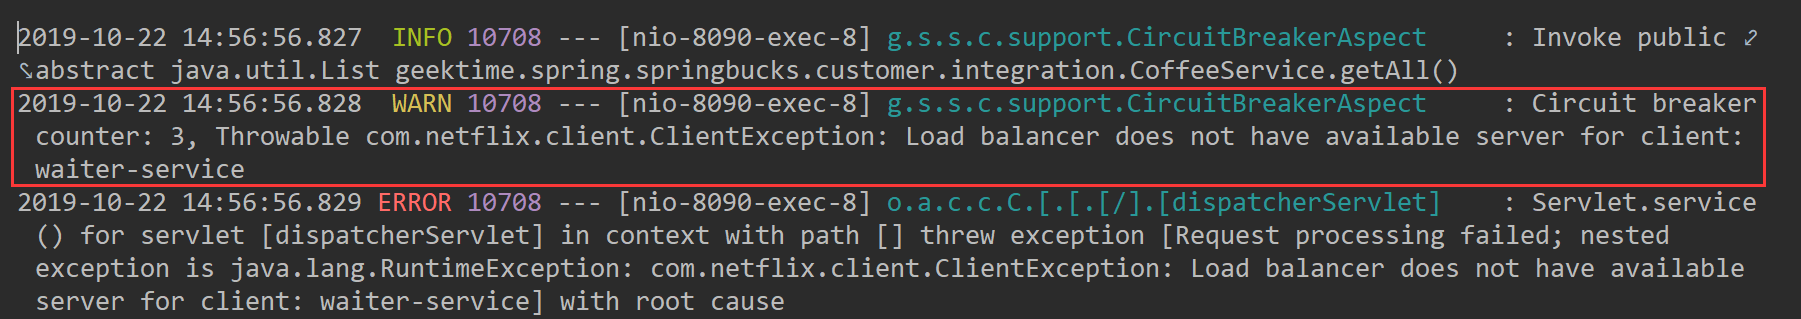 2019-10-22 14:56:56.827  INFO 10708 --- [nio-8090-exec-8] g.s.s.c.support.CircuitBreakerAspect     : Invoke public
abstract java.util.List geektime.spring.springbucks.customer.integration.CoffeeService.getAll()
2019-10-22 14:56:56.828  WARN 10708 --- [nio-8090-exec-8] g.s.s.c.support.CircuitBreakerAspect     : Circuit breaker
counter: 3, Throwable com.netflix.client.ClientException: Load balancer does not have available server for client:
waiter-service
2019-10-22 14:56:56.829 ERROR 10708 --- [nio-8090-exec-8] o.a.c.c.C.[.[.[/].[dispatcherServlet]    : Servlet.service
() for servlet [dispatcherServlet] in context with path [] threw exception [Request processing failed; nested
exception is java.lang.RuntimeException: com.netflix.client.ClientException: Load balancer does not have available
server for client: waiter-service] with root cause